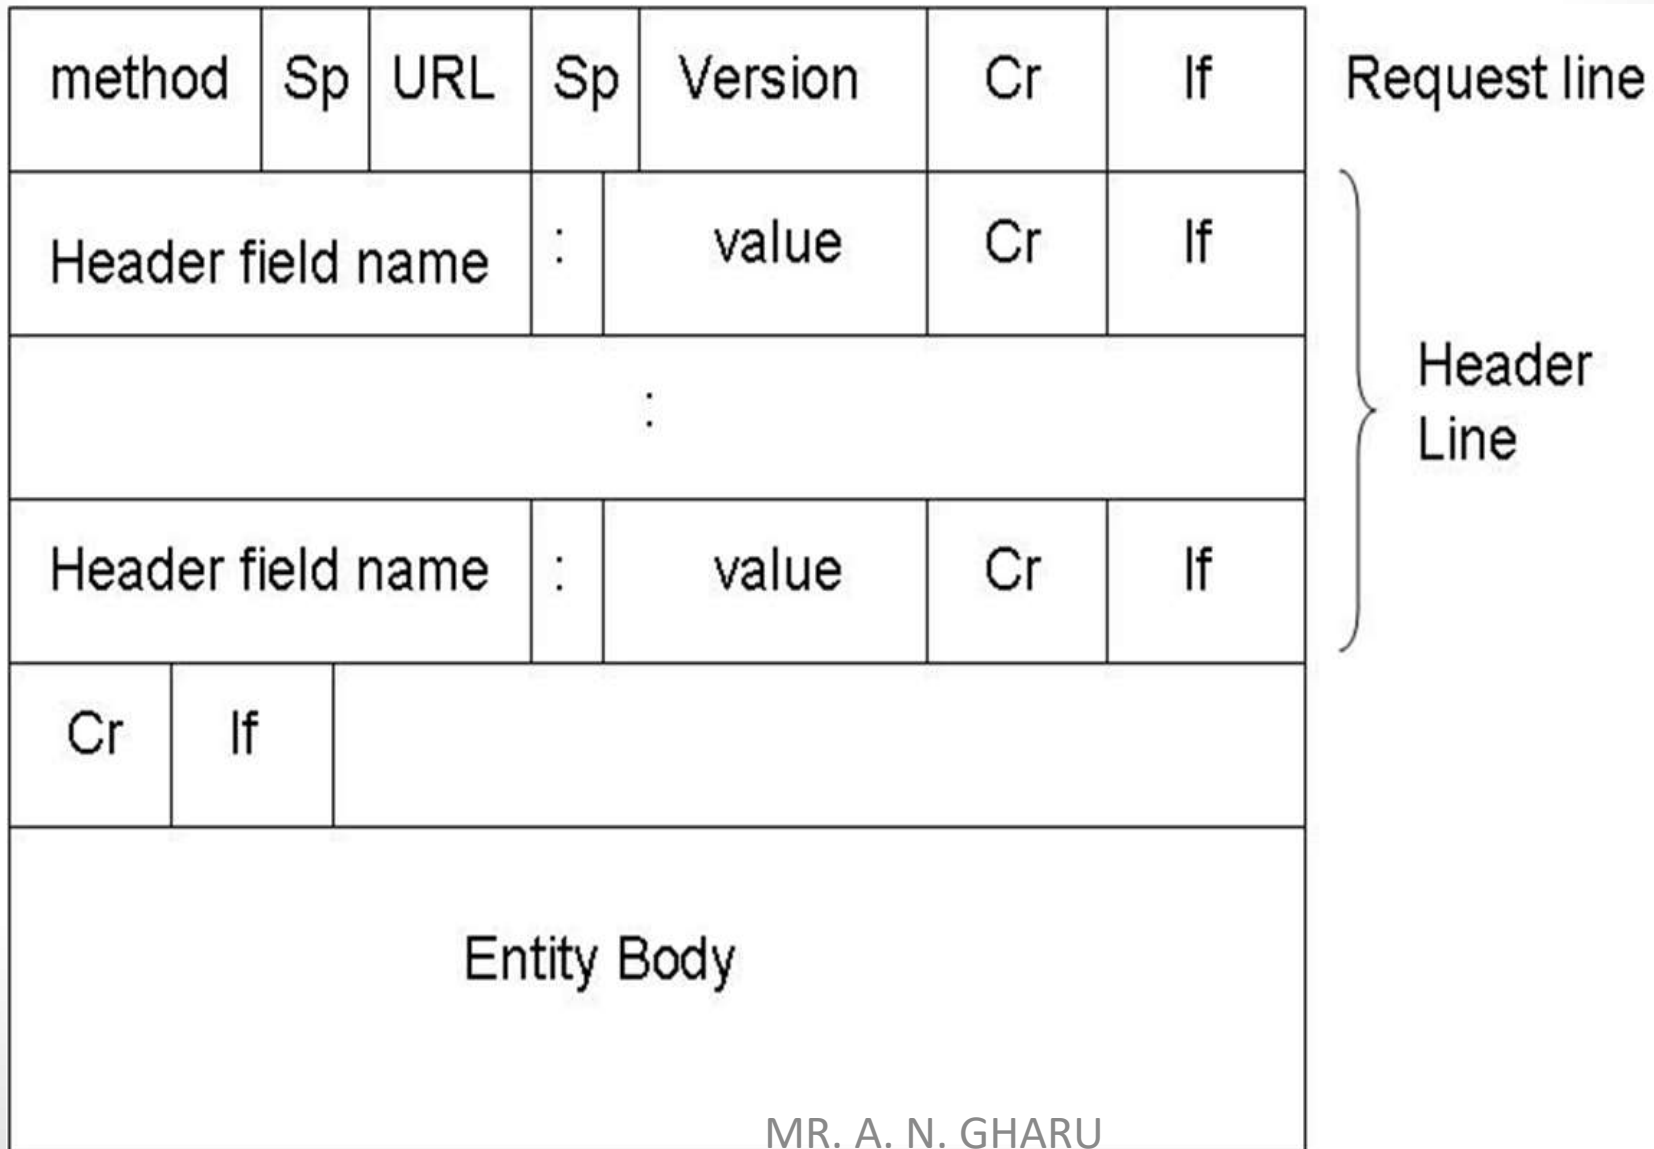 method Sp URL Sp Version Cr lf Request line
Header field name : value Cr lf
:
Header
Line
Header field name : value Cr lf
Cr lf
Entity Body
MR. A. N. GHARU